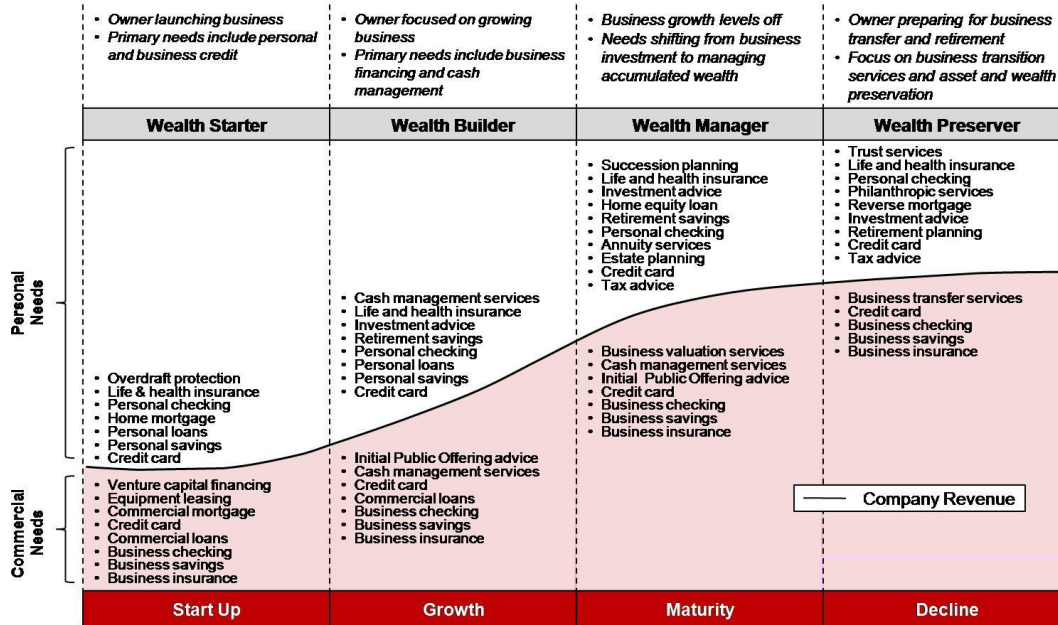 • Owner launching business
• Primary needs include personal
and business credit
• Owner focused on growing
business
• Primary needs include business
financing and cash
management
• Business growth levels off
• Needs shifting from business
investment to managing
accumulated wealth
• Owner preparing for business
transfer and retirement
• Focus on business transition
services and asset and wealth
preservation
Wealth Starter
Wealth Builder
Wealth Manager
Wealth Preserver
Personal
Needs
• Overdraft protection
• Life & health insurance
• Personal checking
• Home mortgage
• Personal loans
• Personal savings
• Credit card
• Cash management services
• Life and health insurance
• Investment advice
• Retirement savings
• Personal checking
• Personal loans
• Personal savings
• Credit card
• Succession planning
• Life and health insurance
• Investment advice
• Home equity loan
• Retirement savings
• Personal checking
• Annuity services
• Estate planning
• Credit card
• Tax advice
• Trust services
• Life and health insurance
• Personal checking
• Philanthropic services
• Reverse mortgage
• Investment advice
• Retirement planning
• Credit card
• Tax advice
Commercial
Needs
• Venture capital financing
• Equipment leasing
• Commercial mortgage
• Credit card
• Commercial loans
• Business checking
• Business savings
• Business insurance
• Initial Public Offering advice
• Cash management services
• Credit card
• Commercial loans
• Business checking
• Business savings
• Business insurance
• Business valuation services
• Cash management services
• Initial Public Offering advice
• Credit card
• Business checking
• Business savings
• Business insurance
• Business transfer services
• Credit card
• Business checking
• Business savings
• Business insurance
Company Revenue
Start Up
Growth
Maturity
Decline